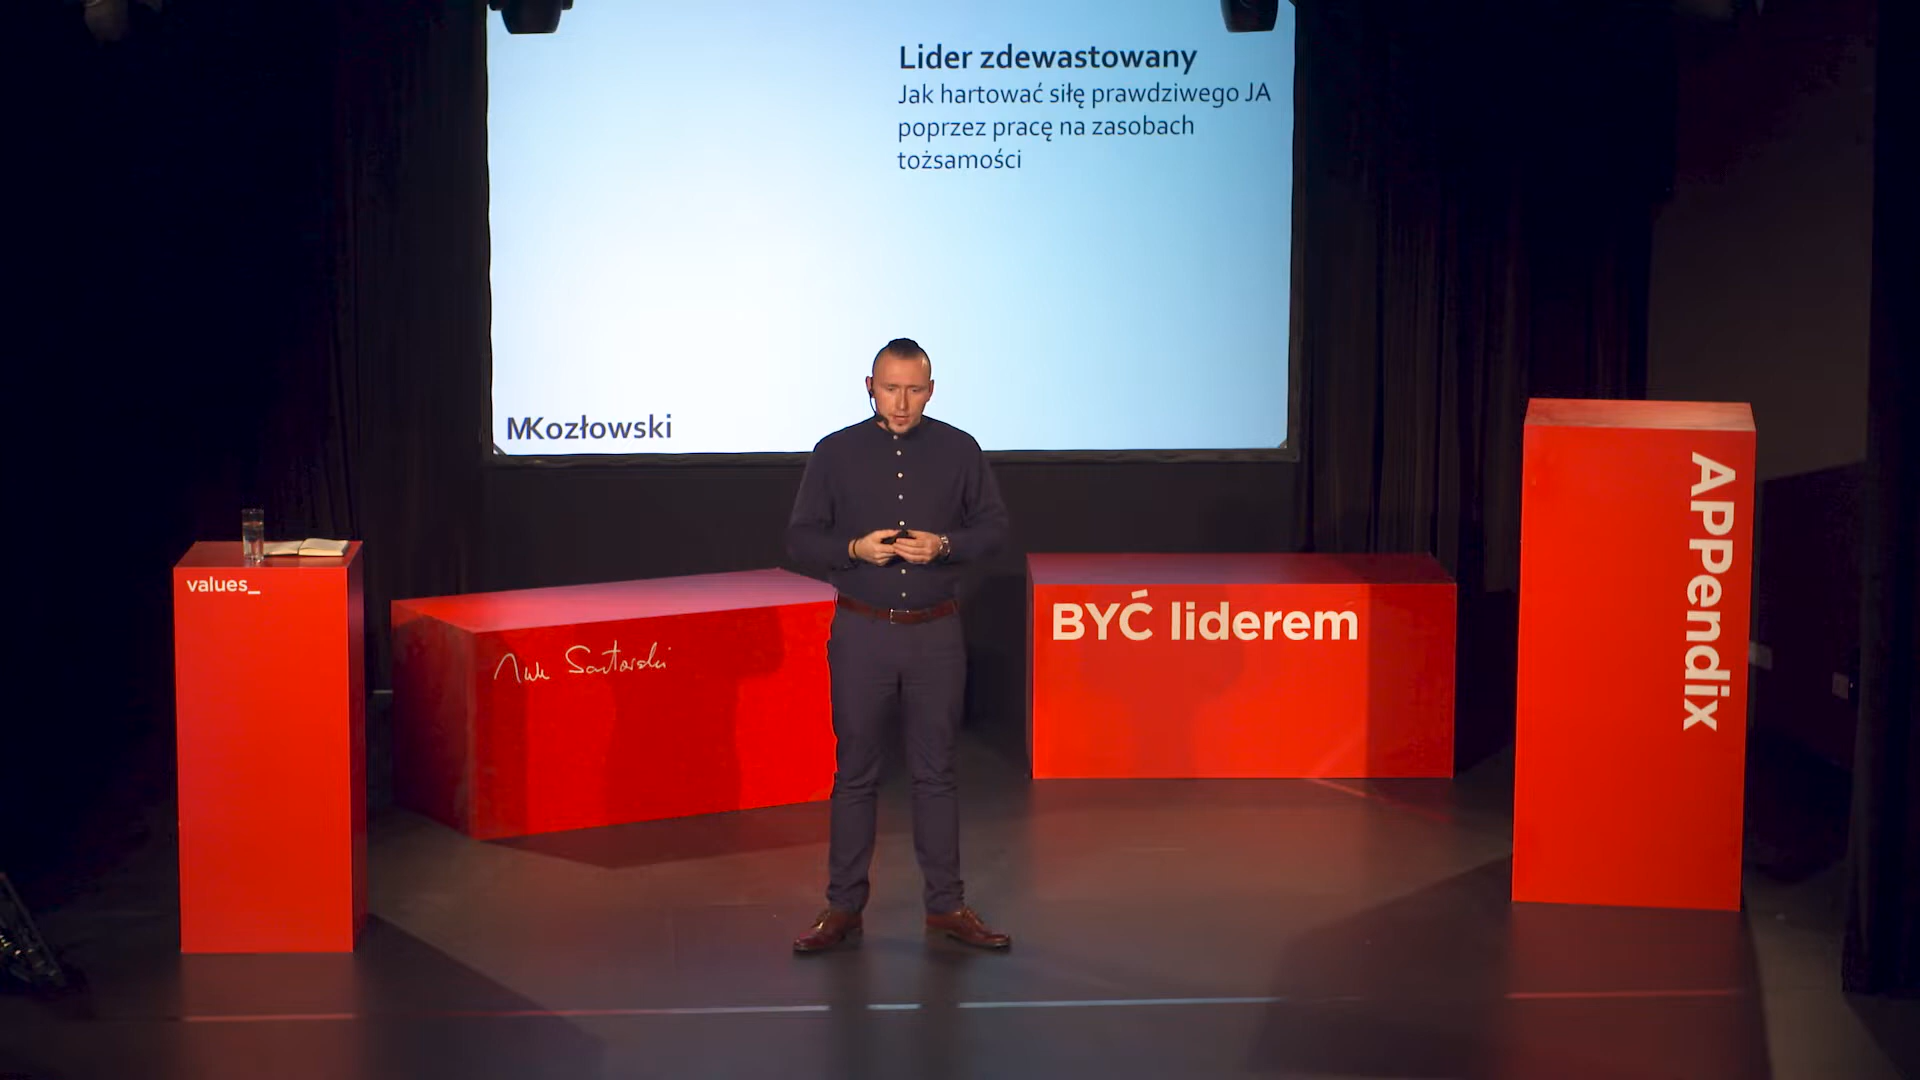 Lider zdewastowany
Jak hartować siłę prawdziwego JA
poprzez pracę na zasobach
tożsamości
MKozłowski
values_
BYĆ liderem
APPendix